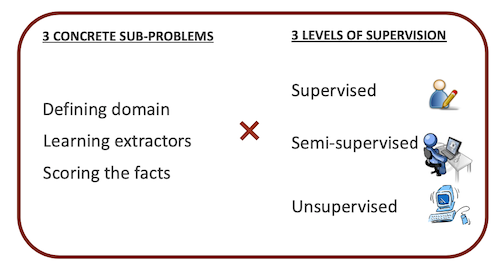 3 CONCRETE SUB-PROBLEMS
Defining domain
Learning extractors
Scoring the facts
3 LEVELS OF SUPERVISION
Supervised
Semi-supervised
Unsupervised